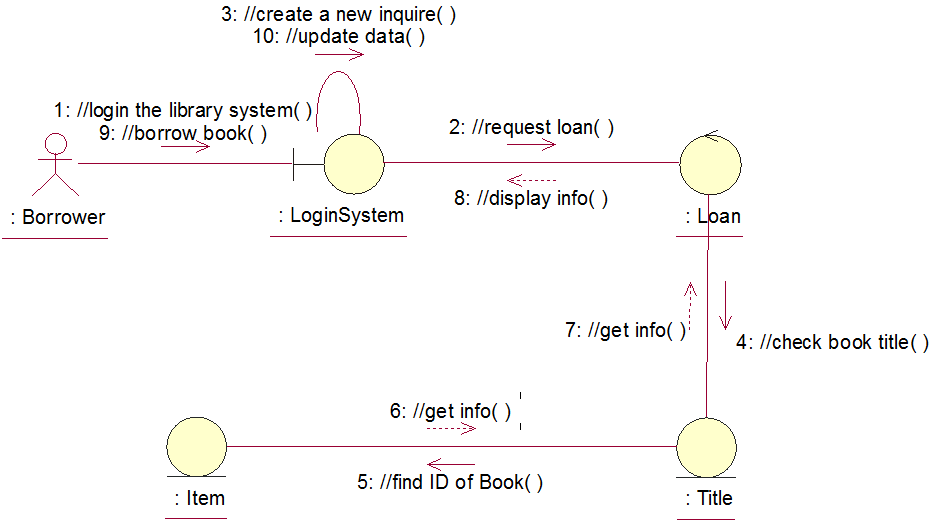 3: //create a new inquire( )
10: //update data( )
1: //login the library system( )
9: //borrow book( )
2: //request loan( )
8: //display info( )
: Borrower
: LoginSystem
: Loan
7: //get info( )
4: //check book title( )
6: //get info( )
5: //find ID of Book( )
: Item
: Title